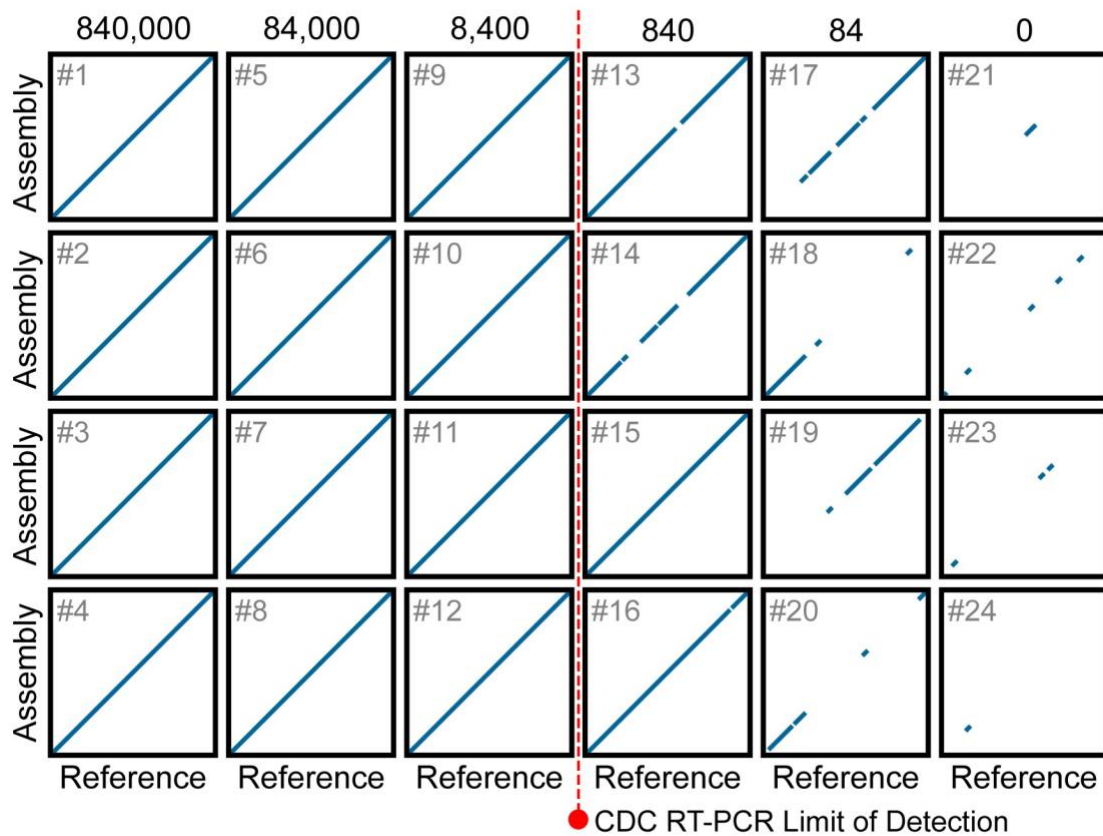 840,000 84,000 8,400 840 84 0
Assembly #1 #5 #9 #13 #17 #21
Assembly #2 #6 #10 #14 #18 #22
Assembly #3 #7 #11 #15 #19 #23
Assembly #4 #8 #12 #16 #20 #24
Reference Reference Reference Reference Reference Reference
CDC RT-PCR Limit of Detection